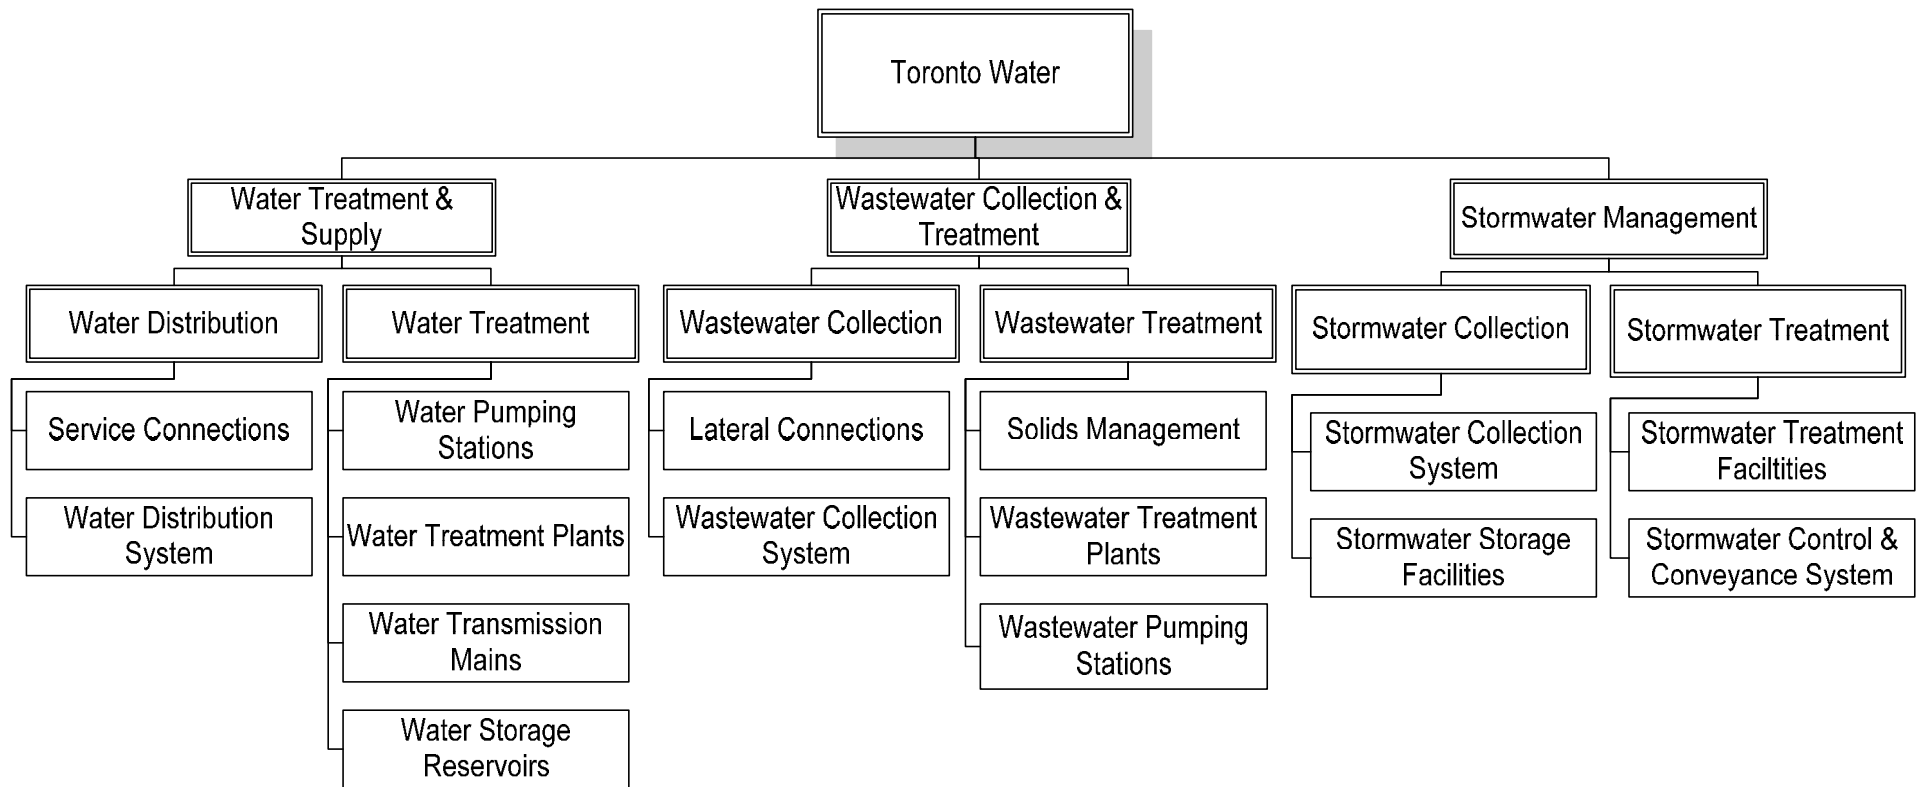 Toronto Water
Water Treatment &
Supply
Wastewater Collection &
Treatment
Stormwater Management
Water Distribution
Water Treatment
Wastewater Collection
Wastewater Treatment
Stormwater Collection
Stormwater Treatment
Service Connections
Water Distribution
System
Water Pumping
Stations
Water Treatment Plants
Water Transmission
Mains
Water Storage
Reservoirs
Lateral Connections
Wastewater Collection
System
Solids Management
Wastewater Treatment
Plants
Wastewater Pumping
Stations
Stormwater Collection
System
Stormwater Storage
Facilities
Stormwater Treatment
Faciltities
Stormwater Control &
Conveyance System